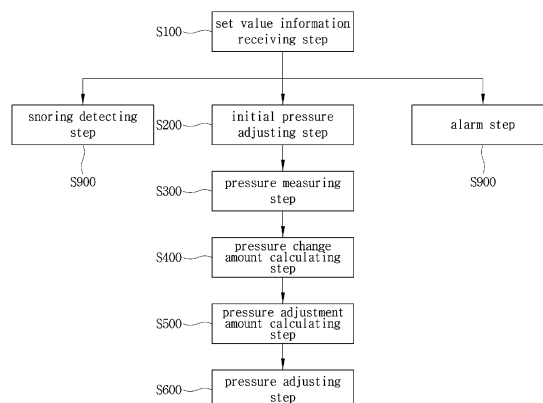 S100
set value information
receiving step
snoring detecting
step
S900
S200
initial pressure
adjusting step
alarm step
S900
S300
pressure measuring
step
S400
pressure change
amount calculating
step
S500
pressure adjustment
amount calculating
step
S600
pressure adjusting
step